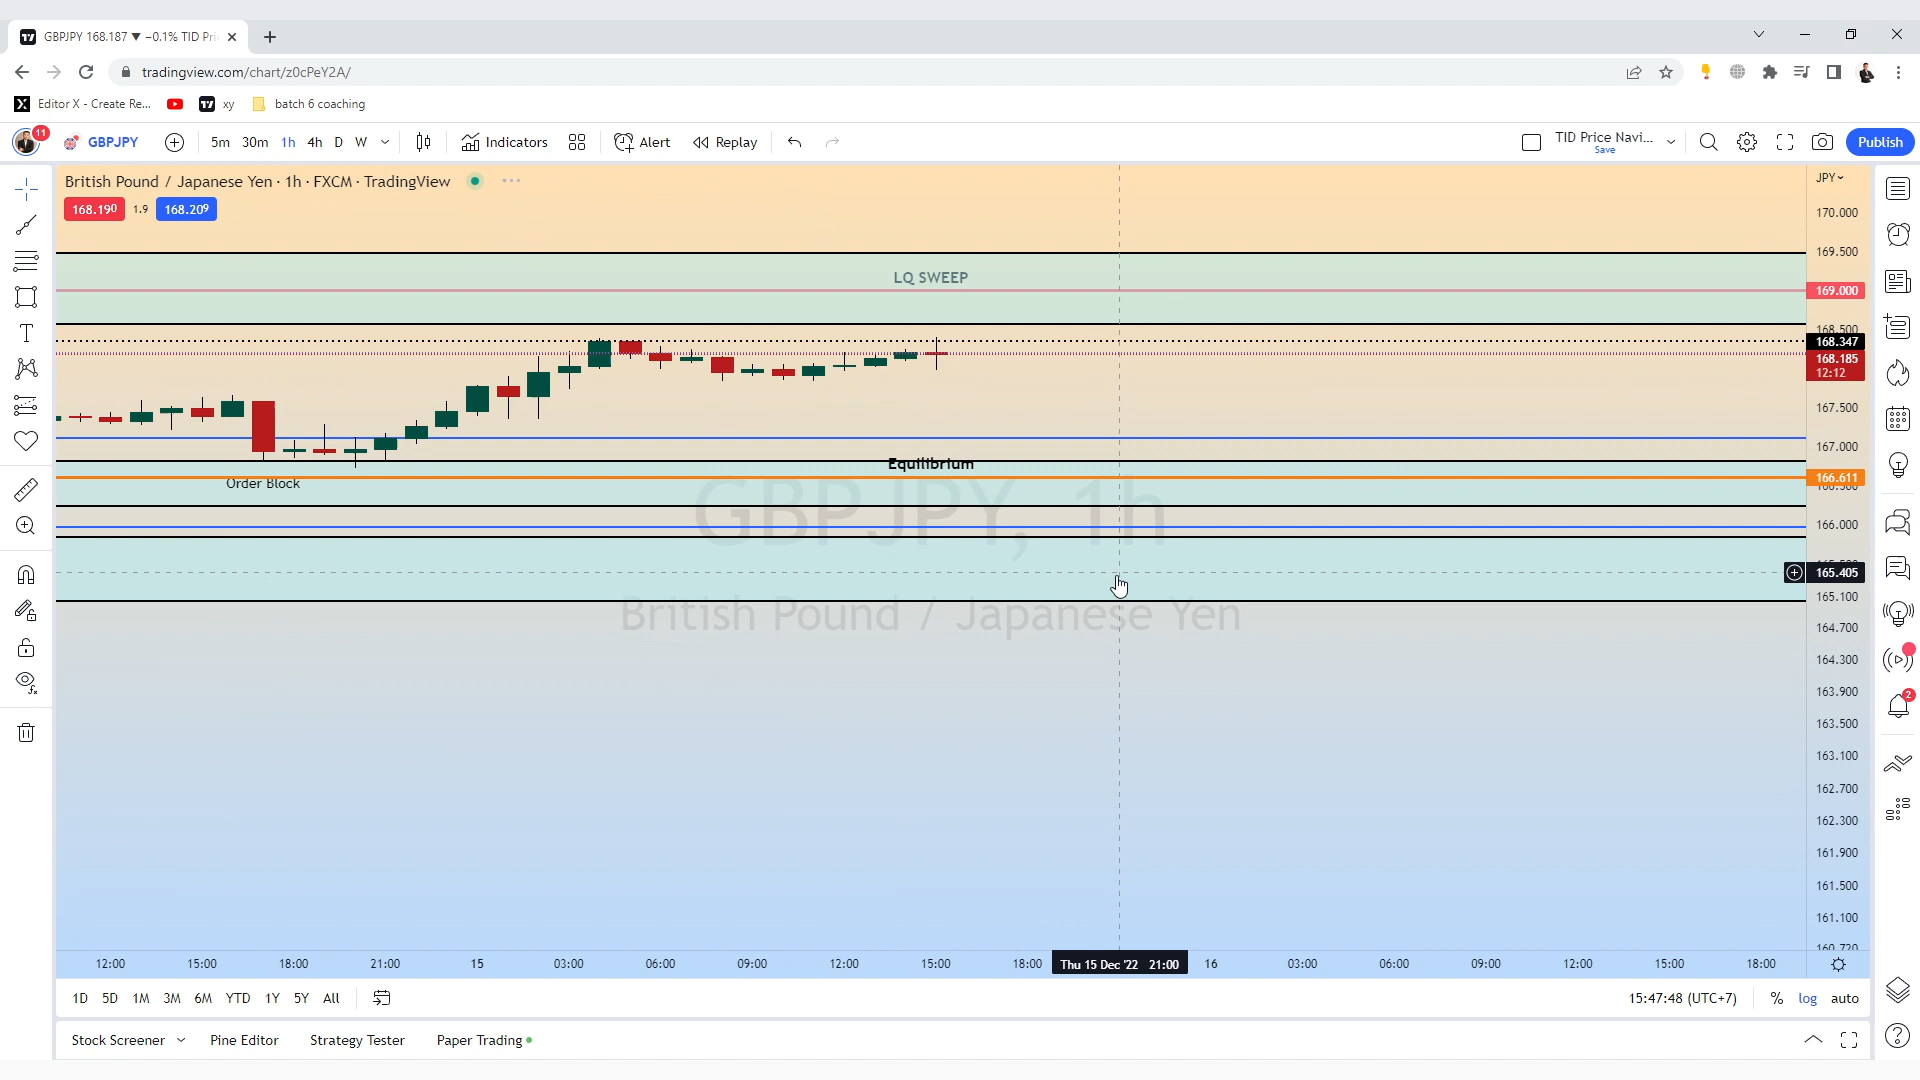 GBPJPY 168.187 ▼ −0.1% TID Pri
tradingview.com/chart/z0cPeY2A/
Editor X - Create Re... xy batch 6 coaching
11 GBPJPY 5m 30m 1h 4h D W Indicators Alert Replay TID Price Navi... Save Publish
British Pound / Japanese Yen · 1h · FXCM · TradingView
168.190 1.9 168.209
JPY
170.000
169.500
LQ SWEEP
169.000
168.500
168.347
168.185
12:12
167.500
167.000
Equilibrium
166.611
Order Block
GBPJPY, 1h
166.000
165.405
165.100
British Pound / Japanese Yen
164.700
164.300
163.900
2
163.500
163.100
162.700
162.300
161.900
161.500
161.100
160.720
12:00 15:00 18:00 21:00 15 03:00 06:00 09:00 12:00 15:00 18:00 Thu 15 Dec '22 21:00 16 03:00 06:00 09:00 12:00 15:00 18:00
1D 5D 1M 3M 6M YTD 1Y 5Y All 15:47:48 (UTC+7) % log auto
Stock Screener Pine Editor Strategy Tester Paper Trading